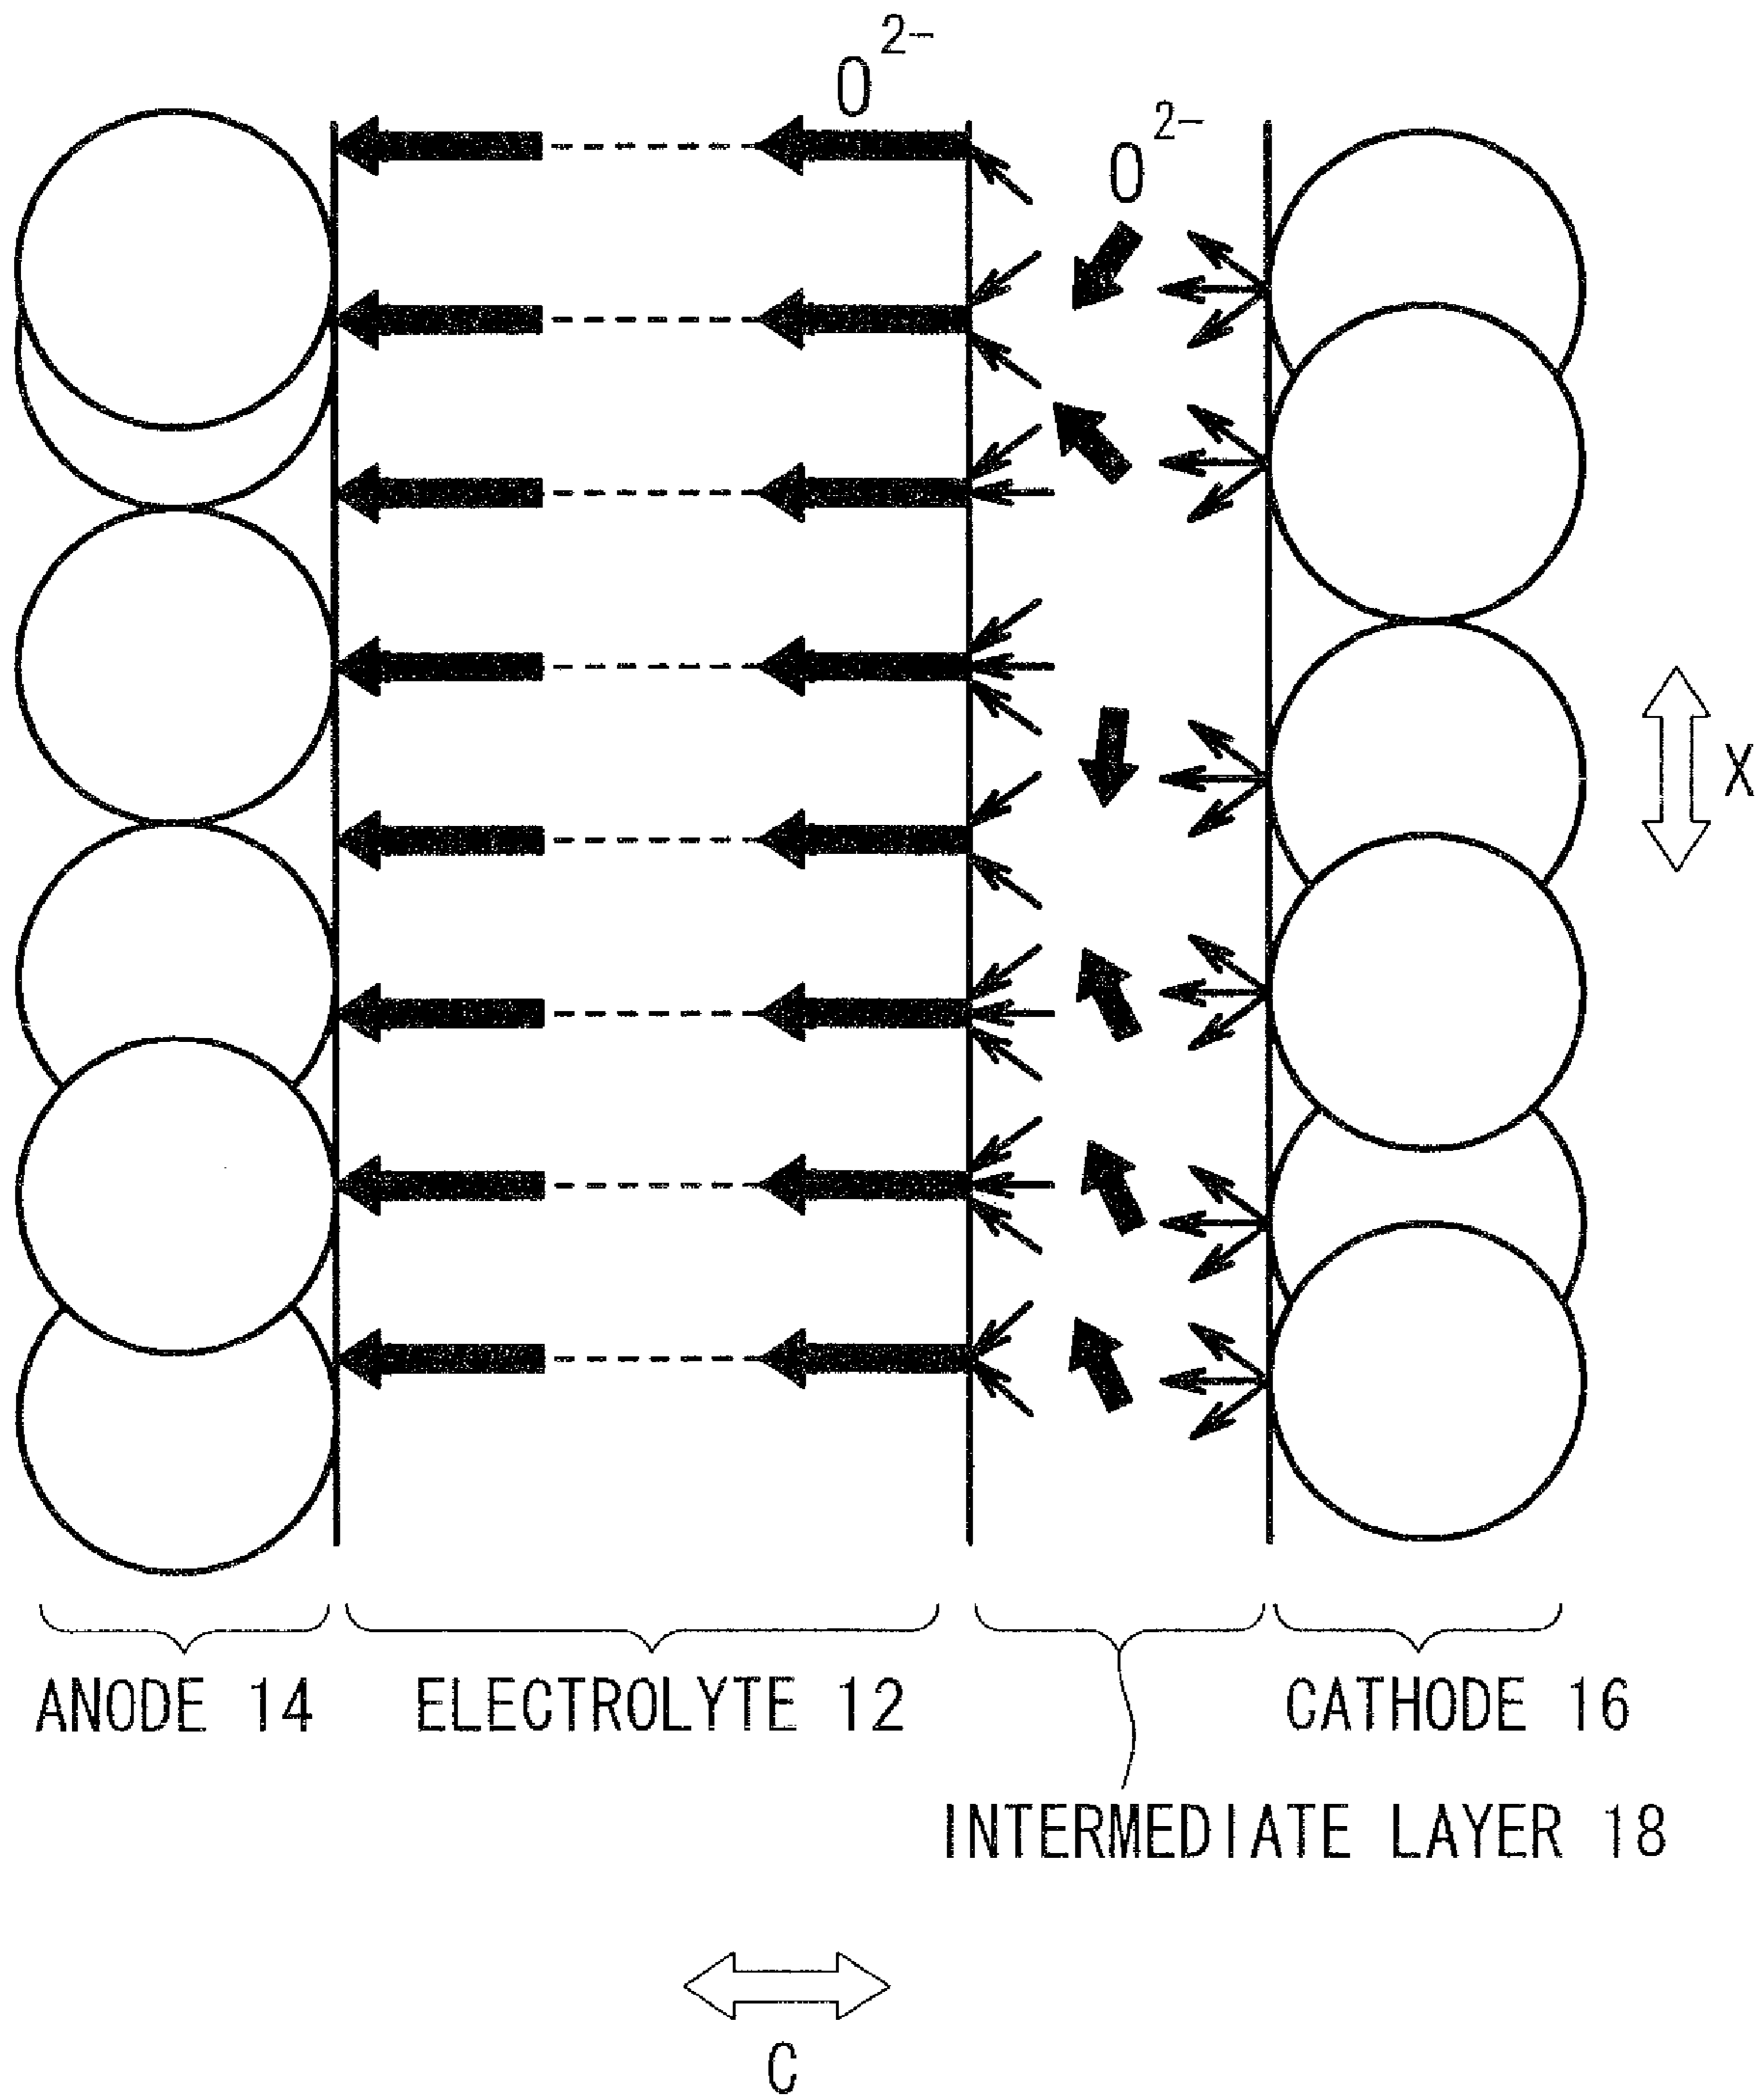 O²⁻
O²⁻
X
ANODE 14
ELECTROLYTE 12
CATHODE 16
INTERMEDIATE LAYER 18
C